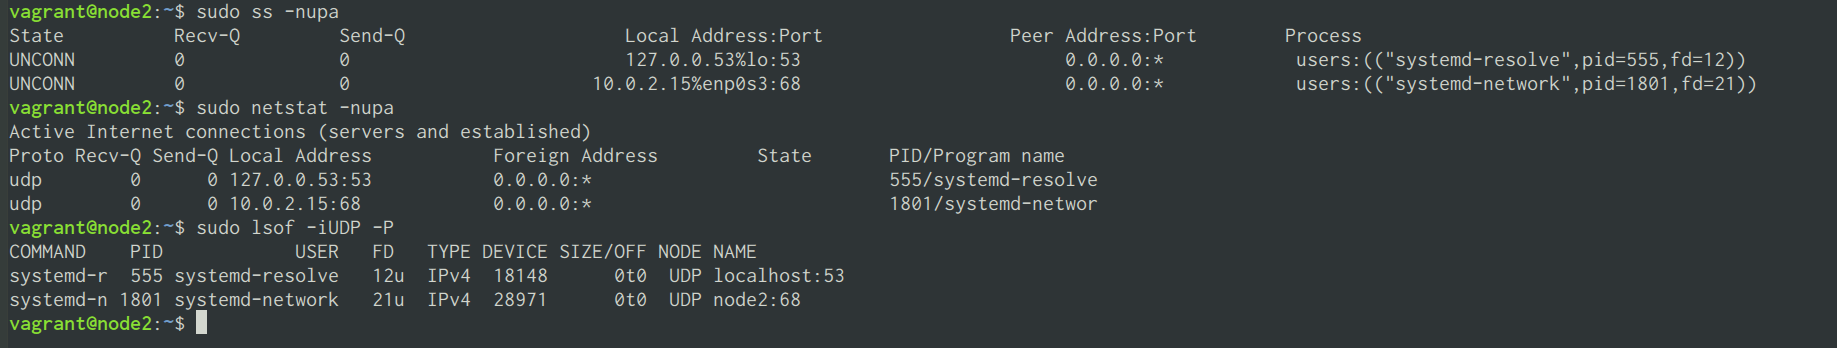 vagrant@node2:~$ sudo ss -nupa
State Recv-Q Send-Q Local Address:Port Peer Address:Port Process
UNCONN 0 0 127.0.0.53%lo:53 0.0.0.0:* users:(("systemd-resolve",pid=555,fd=12))
UNCONN 0 0 10.0.2.15%enp0s3:68 0.0.0.0:* users:(("systemd-network",pid=1801,fd=21))
vagrant@node2:~$ sudo netstat -nupa
Active Internet connections (servers and established)
Proto Recv-Q Send-Q Local Address Foreign Address State PID/Program name
udp 0 0 127.0.0.53:53 0.0.0.0:* 555/systemd-resolve
udp 0 0 10.0.2.15:68 0.0.0.0:* 1801/systemd-networ
vagrant@node2:~$ sudo lsof -iUDP -P
COMMAND PID USER FD TYPE DEVICE SIZE/OFF NODE NAME
systemd-r 555 systemd-resolve 12u IPv4 18148 0t0 UDP localhost:53
systemd-n 1801 systemd-network 21u IPv4 28971 0t0 UDP node2:68
vagrant@node2:~$